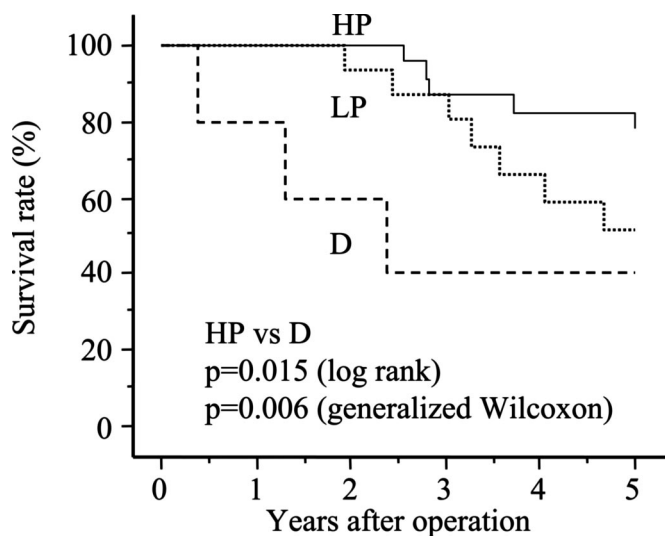 HP
LP
D
Survival rate (%)
100
80
60
40
20
0
HP vs D
p=0.015 (log rank)
p=0.006 (generalized Wilcoxon)
0 1 2 3 4 5
Years after operation